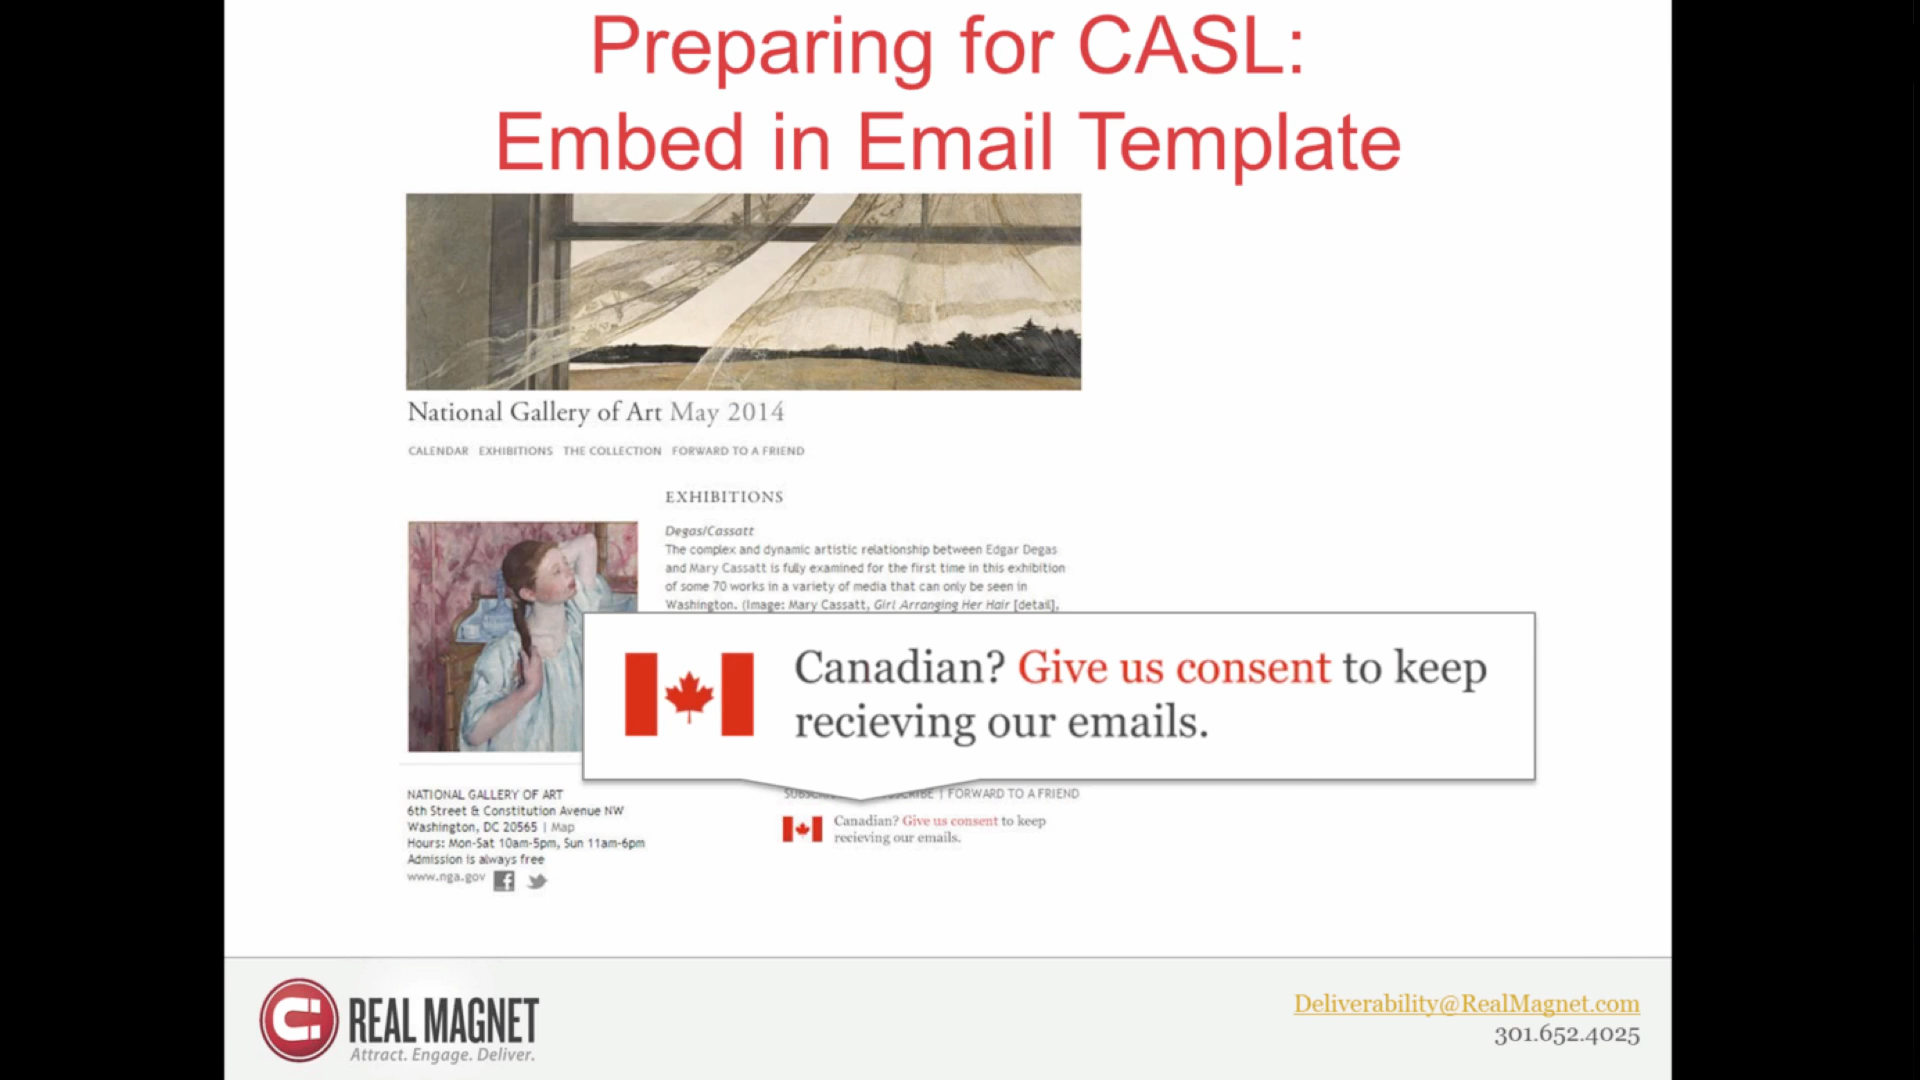 Preparing for CASL:
Embed in Email Template
National Gallery of Art May 2014
CALENDAR EXHIBITIONS THE COLLECTION FORWARD TO A FRIEND
EXHIBITIONS
Degas/Cassatt
The complex and dynamic artistic relationship between Edgar Degas
and Mary Cassatt is fully examined for the first time in this exhibition
of some 70 works in a variety of media that can only be seen in
Washington. (Image: Mary Cassatt, Girl Arranging Her Hair [detail],
Canadian? Give us consent to keep
recieving our emails.
NATIONAL GALLERY OF ART
6th Street & Constitution Avenue NW
Washington, DC 20565 | Map
Hours: Mon-Sat 10am-5pm, Sun 11am-6pm
Admission is always free
www.nga.gov
| FORWARD TO A FRIEND
Canadian? Give us consent to keep
recieving our emails.
REAL MAGNET
Attract. Engage. Deliver.
Deliverability@RealMagnet.com
301.652.4025